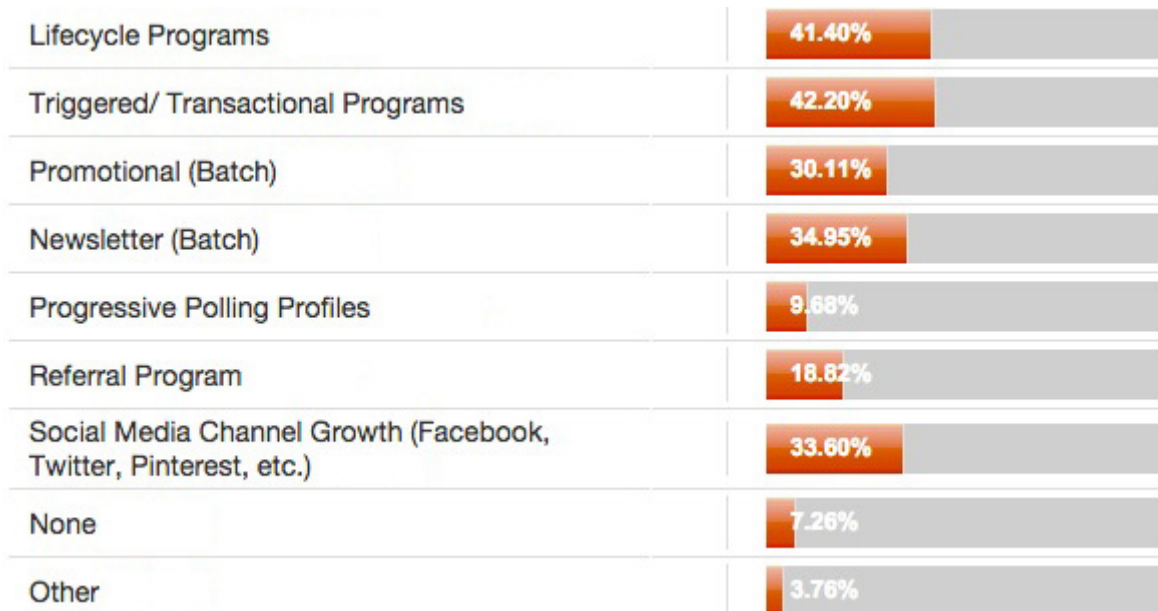 Lifecycle Programs 41.40%
Triggered/ Transactional Programs 42.20%
Promotional (Batch) 30.11%
Newsletter (Batch) 34.95%
Progressive Polling Profiles 9.68%
Referral Program 18.82%
Social Media Channel Growth (Facebook,
Twitter, Pinterest, etc.) 33.60%
None 7.26%
Other 3.76%